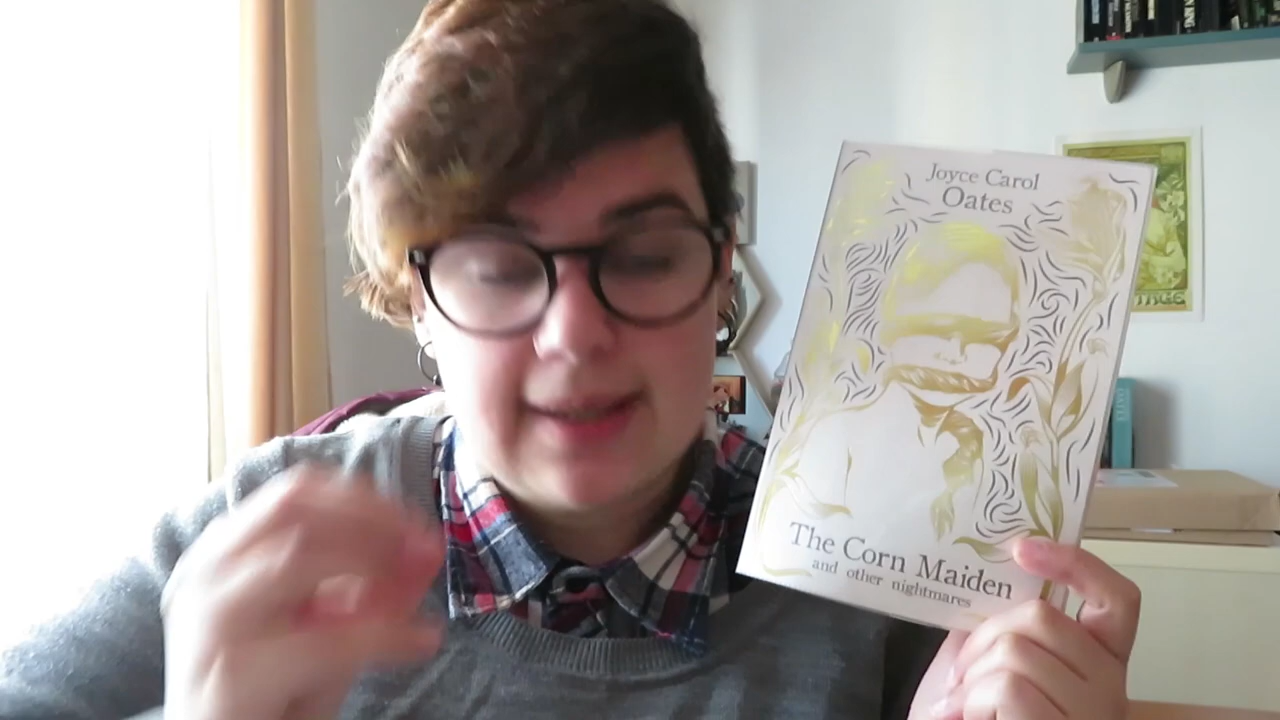 Joyce Carol
Oates
The Corn Maiden
and other nightmares